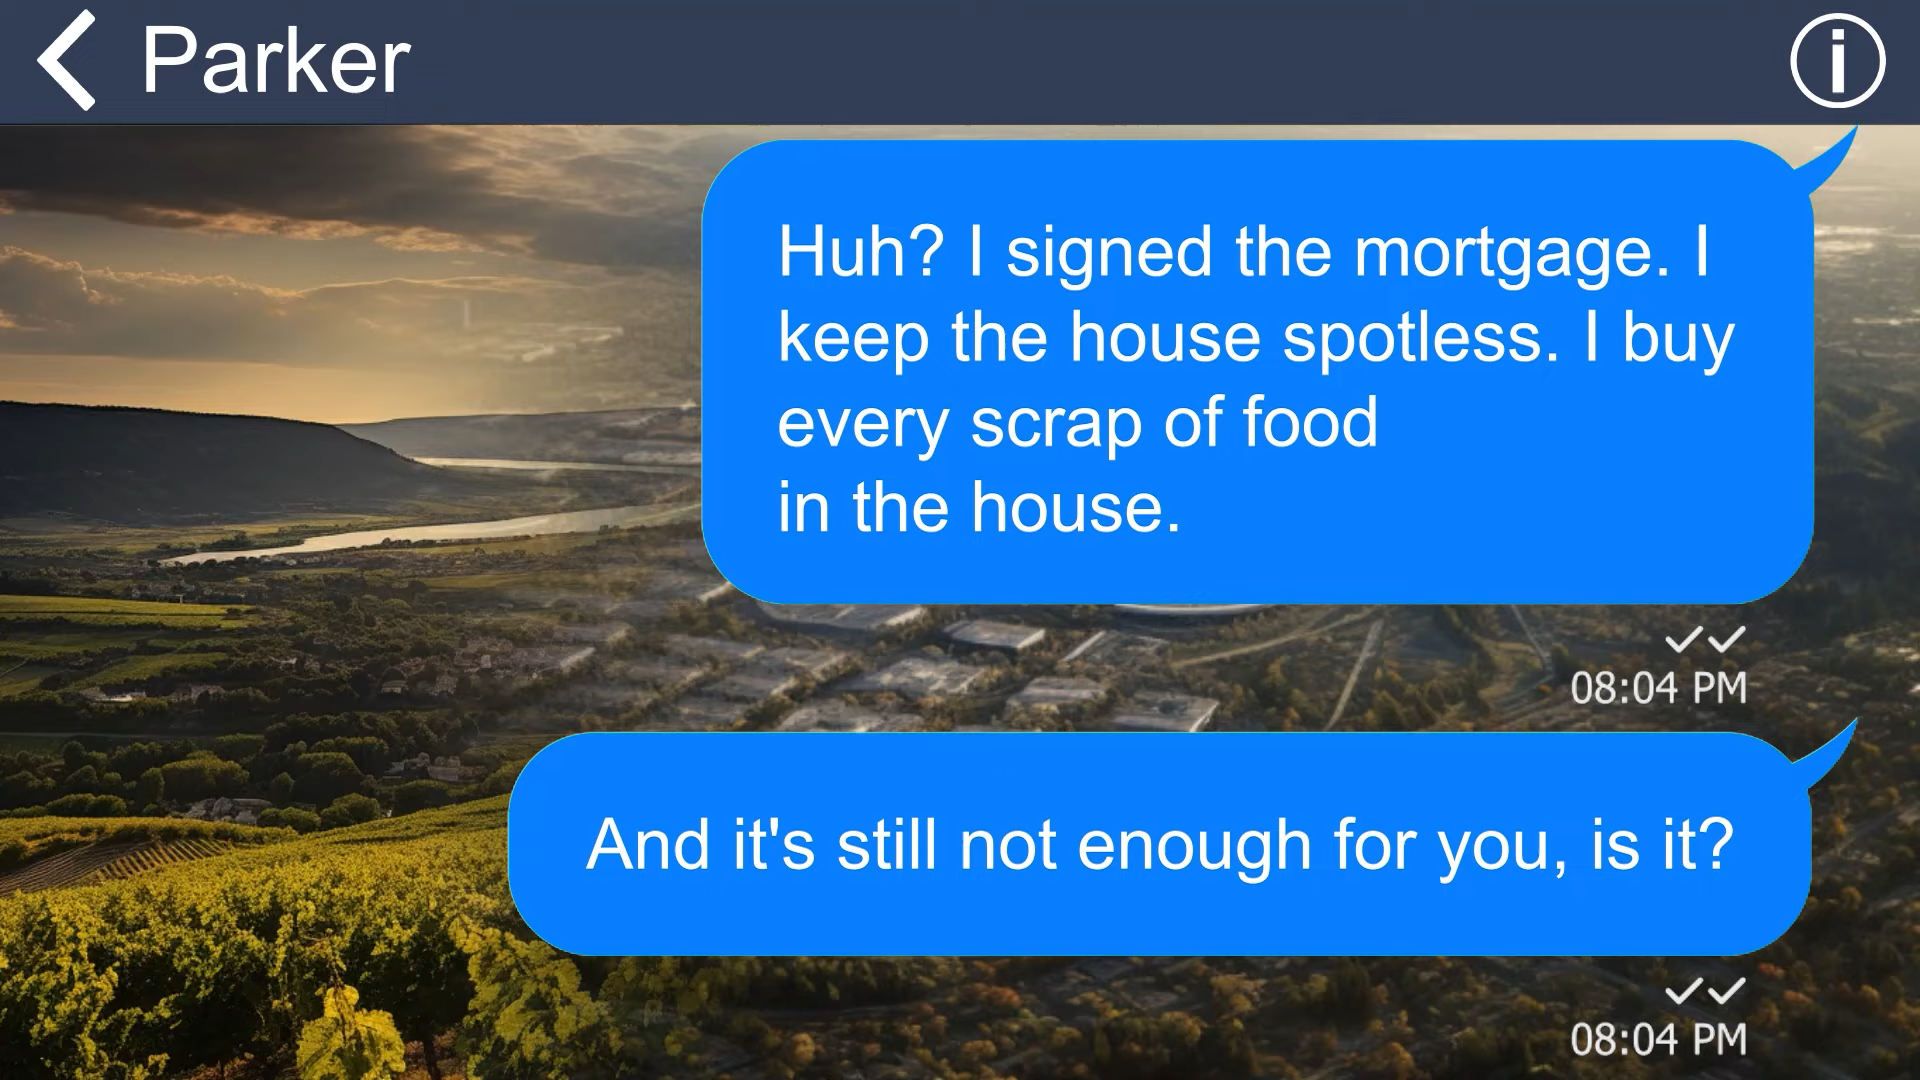 Parker
Huh? I signed the mortgage. I
keep the house spotless. I buy
every scrap of food
in the house.
08:04 PM
And it's still not enough for you, is it?
08:04 PM